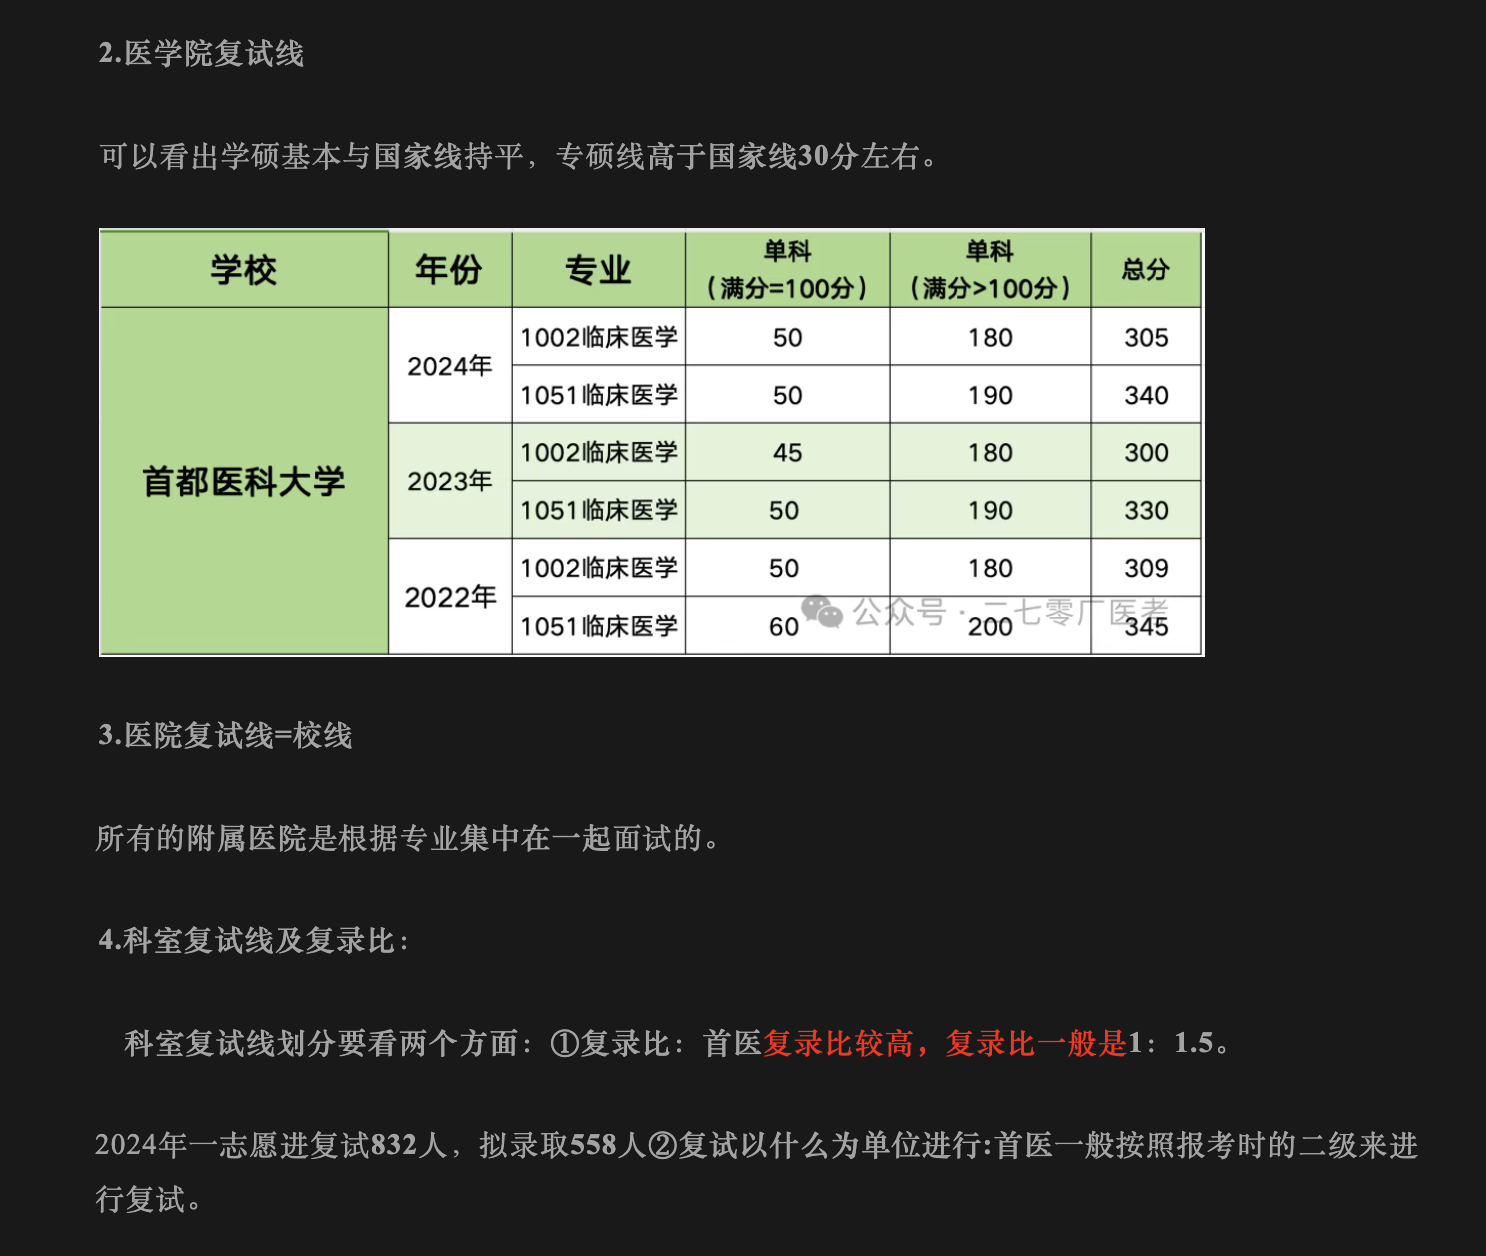 2.医学院复试线
可以看出学硕基本与国家线持平，专硕线高于国家线30分左右。
学校 年份 专业 单科（满分=100分） 单科（满分>100分） 总分
首都医科大学
2024年
1002临床医学 50 180 305
1051临床医学 50 190 340
2023年
1002临床医学 45 180 300
1051临床医学 50 190 330
2022年
1002临床医学 50 180 309
1051临床医学 60 200 345
公众号·二七零厂医考
3.医院复试线=校线
所有的附属医院是根据专业集中在一起面试的。
4.科室复试线及复录比：
科室复试线划分要看两个方面：①复录比：首医复录比较高，复录比一般是1：1.5。
2024年一志愿进复试832人，拟录取558人②复试以什么为单位进行:首医一般按照报考时的二级来进
行复试。